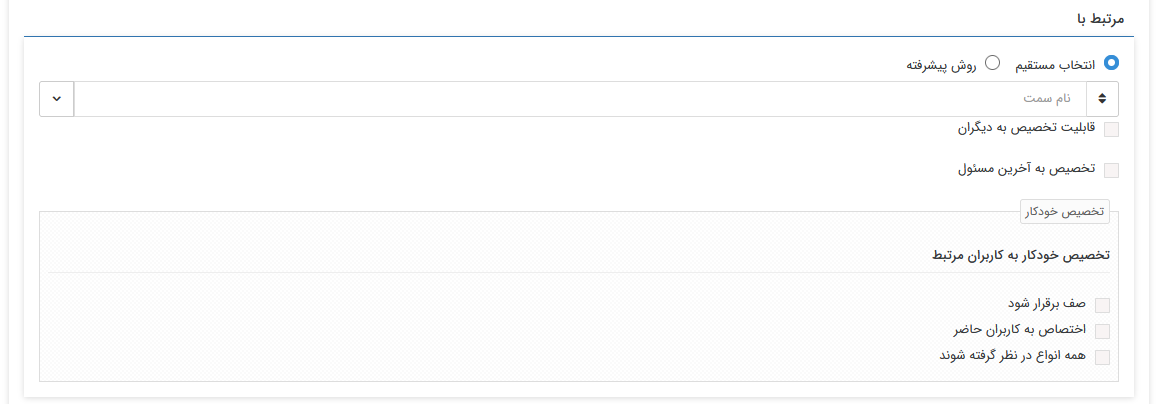 مرتبط با
انتخاب مستقیم روش پیشرفته
نام سمت
قابلیت تخصیص به دیگران
تخصیص به آخرین مسئول
تخصیص خودکار
تخصیص خودکار به کاربران مرتبط
صف برقرار شود
اختصاص به کاربران حاضر
همه انواع در نظر گرفته شوند